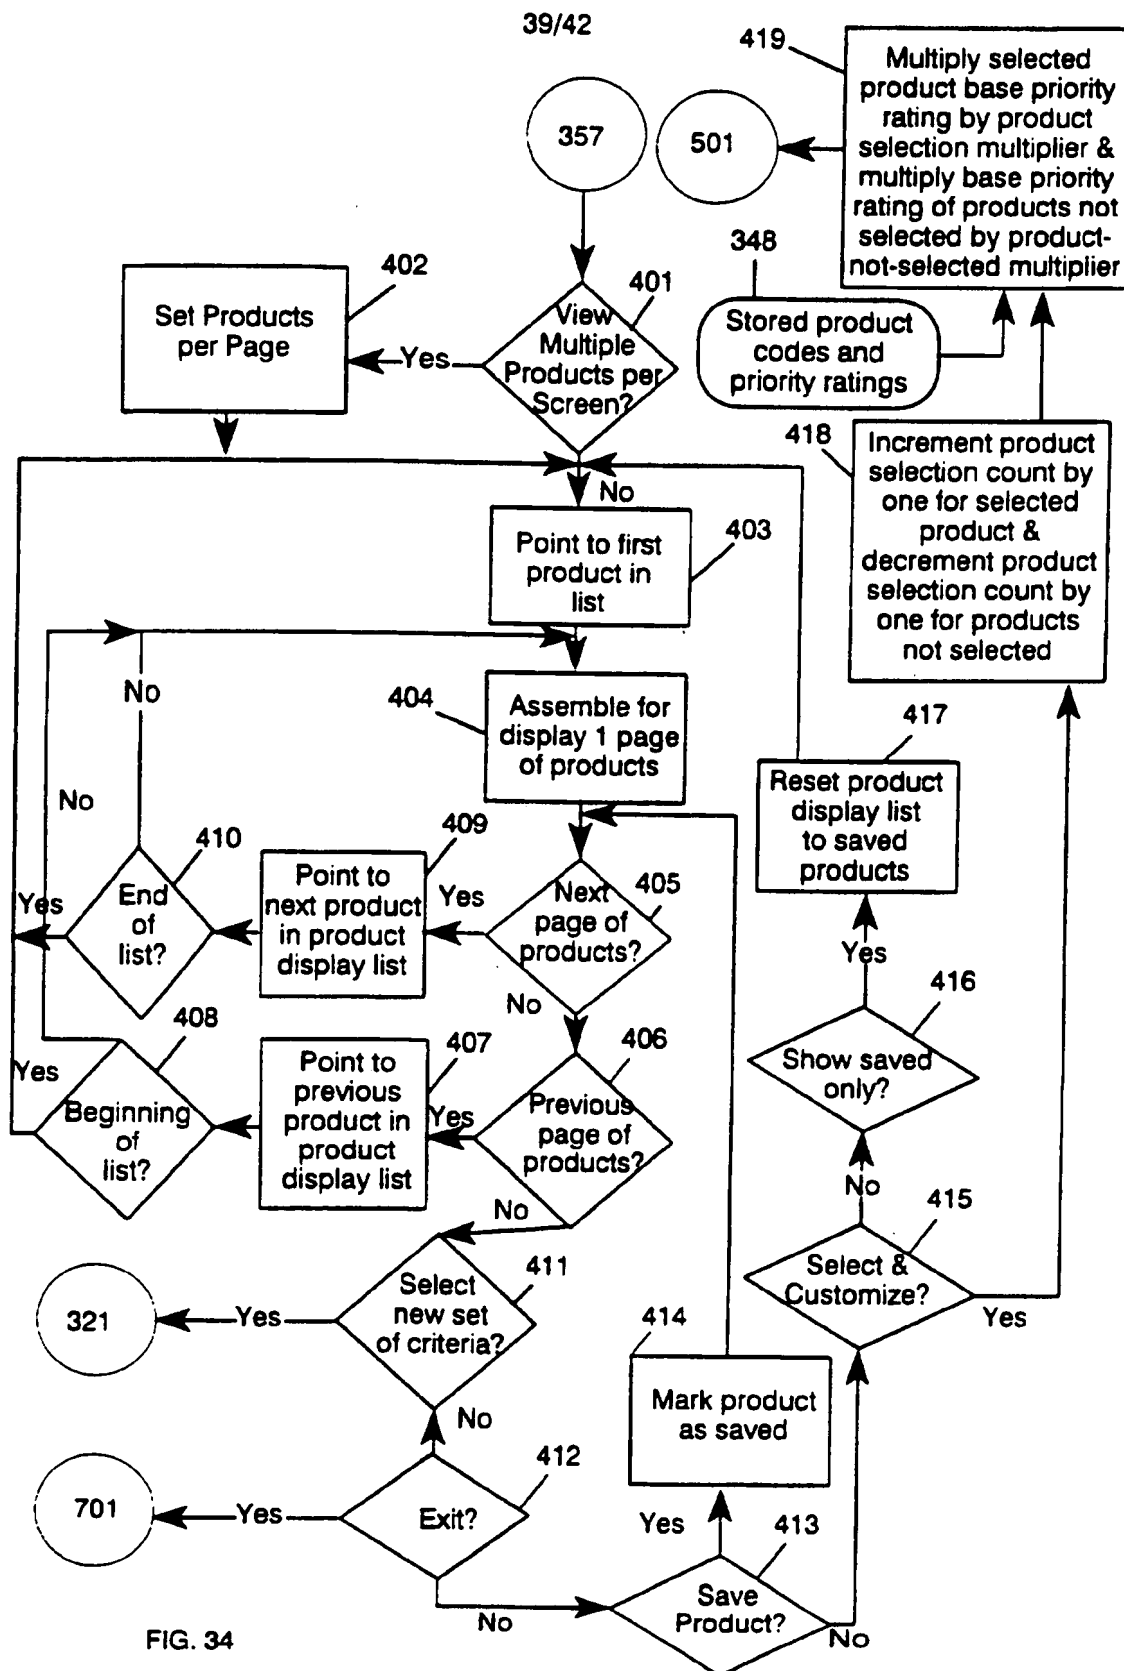 39/42
419
Multiply selected
product base priority
rating by product
selection multiplier &
multiply base priority
rating of products not
selected by product-
not-selected multiplier
357
501
348
Stored product
codes and
priority ratings
402
Set Products
per Page
401
View
Multiple
Products per
Screen?
Yes
No
418
Increment product
selection count by
one for selected
product &
decrement product
selection count by
one for products
not selected
403
Point to first
product in
list
No
404
Assemble for
display 1 page
of products
417
Reset product
display list
to saved
products
No
410
End
of
list?
Yes
409
Point to
next product
in product
display list
Yes
405
Next
page of
products?
No
Yes
416
Show saved
only?
408
Beginning
of
list?
Yes
407
Point to
previous
product in
product
display list
Yes
406
Previous
page of
products?
No
No
415
Select &
Customize?
Yes
411
Select
new set
of criteria?
Yes
321
No
414
Mark product
as saved
412
Exit?
Yes
701
No
Yes
413
Save
Product?
No
FIG. 34